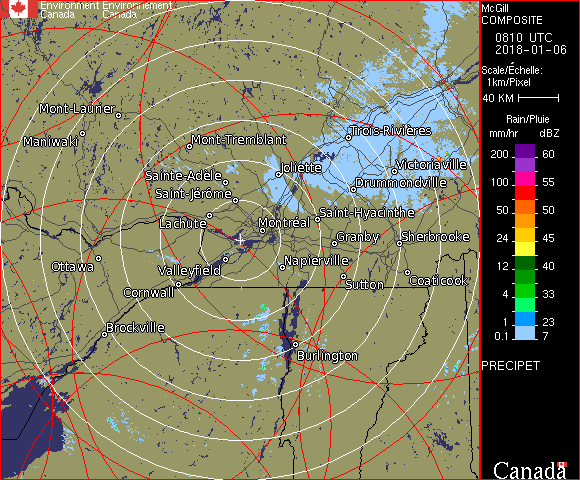 Environment Environnement
Canada Canada
McGill
COMPOSITE
0810 UTC
2018-01-06
Scale/Échelle:
1km/Pixel
40 KM
Rain/Pluie
mm/hr dBZ
200 60
100 55
50 50
24 45
12 40
4 33
1 23
0.1 7
PRECIPET
Canada
Mont-Laurier
Maniwaki
Mont-Tremblant
Trois-Rivières
Joliette
Victoriaville
Sainte-Adèle
Drummondville
Saint-Jérôme
Saint-Hyacinthe
Lachute
Montréal
Granby
Sherbrooke
Ottawa
Valleyfield
Napierville
Coaticook
Sutton
Cornwall
Brockville
Burlington